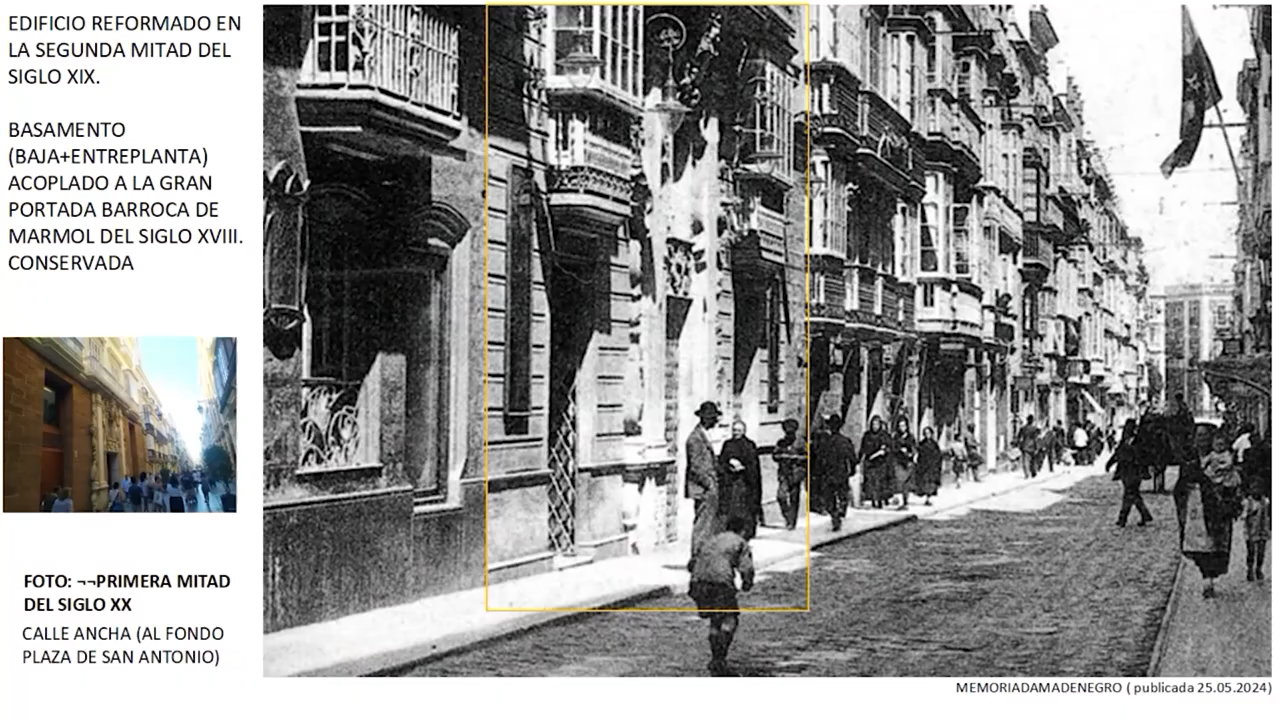 EDIFICIO REFORMADO EN
LA SEGUNDA MITAD DEL
SIGLO XIX.
BASAMENTO
(BAJA+ENTREPLANTA)
ACOPLADO A LA GRAN
PORTADA BARROCA DE
MARMOL DEL SIGLO XVIII.
CONSERVADA
FOTO: ¬¬PRIMERA MITAD
DEL SIGLO XX
CALLE ANCHA (AL FONDO
PLAZA DE SAN ANTONIO)
MEMORIADAMADENEGRO ( publicada 25.05.2024)